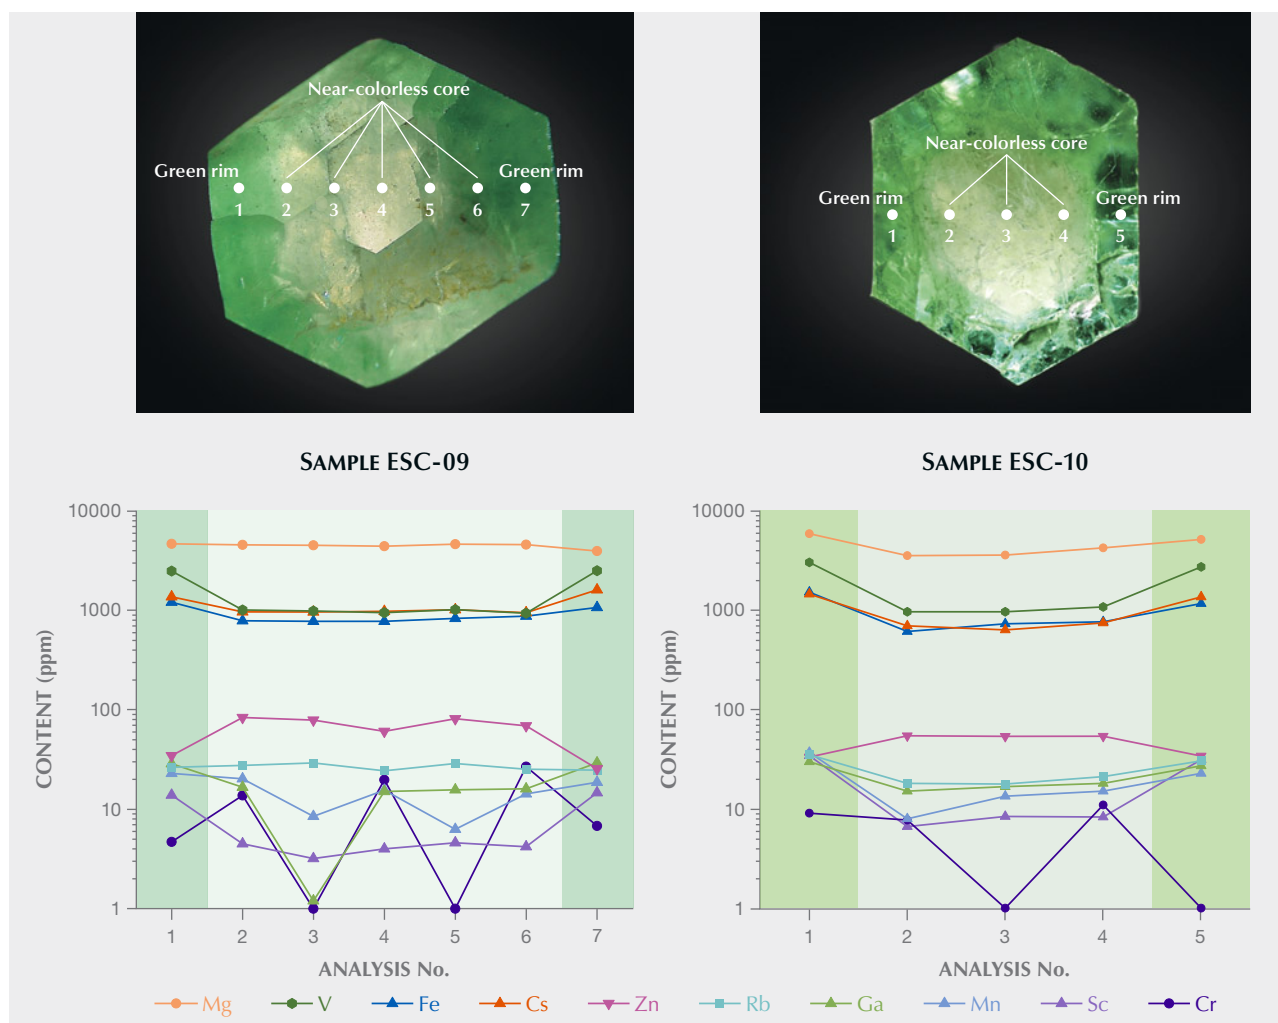 Near-colorless core
Green rim
Green rim
1 2 3 4 5 6 7
Near-colorless core
Green rim
Green rim
1 2 3 4 5
SAMPLE ESC-09
10000
1000
100
10
1
CONTENT (ppm)
1 2 3 4 5 6 7
ANALYSIS No.
SAMPLE ESC-10
10000
1000
100
10
1
CONTENT (ppm)
1 2 3 4 5
ANALYSIS No.
Mg V Fe Cs Zn Rb Ga Mn Sc Cr